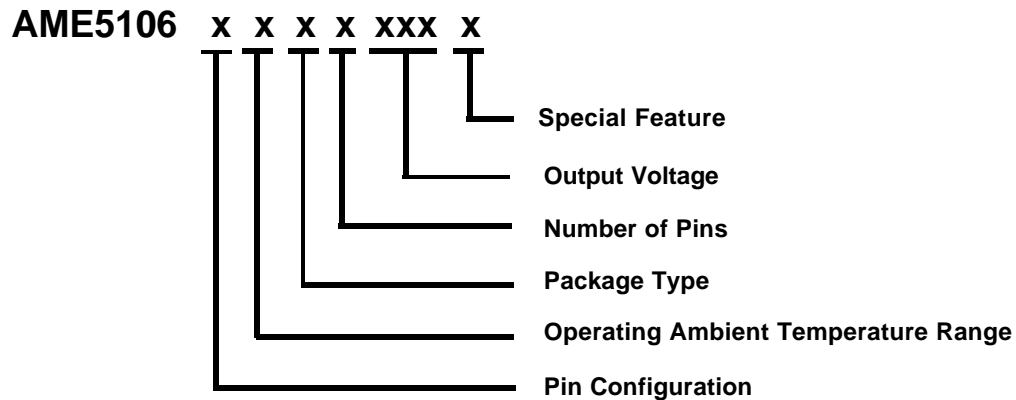 AME5106 x x x x xxx x
Special Feature
Output Voltage
Number of Pins
Package Type
Operating Ambient Temperature Range
Pin Configuration